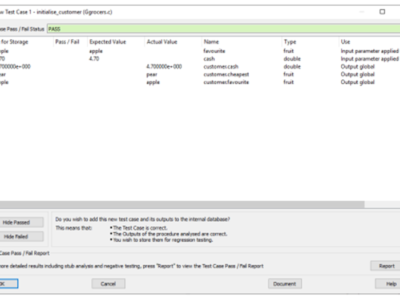 w Test Case 1 - initialise_customer (Ggrocers.c)
ase Pass / Fail Status PASS
for Storage Pass / Fail Expected Value Actual Value Name Type Use
ple apple favourite fruit Input parameter applied
70 4.70 cash double Input parameter applied
700000e+000 4.700000e+000 customer.cash double Output global
ear pear customer.cheapest fruit Output global
ple apple customer.favourite fruit Output global
Hide Passed
Hide Failed
Do you wish to add this new test case and its outputs to the internal database?
This means that: • The Test Case is correct.
• The Outputs of the procedure analysed are correct.
• You wish to store them for regression testing.
Case Pass / Fail Report
ore detailed results including stub analysis and negative testing, press "Report" to view the Test Case Pass / Fail Report
Report
OK Cancel Document Help